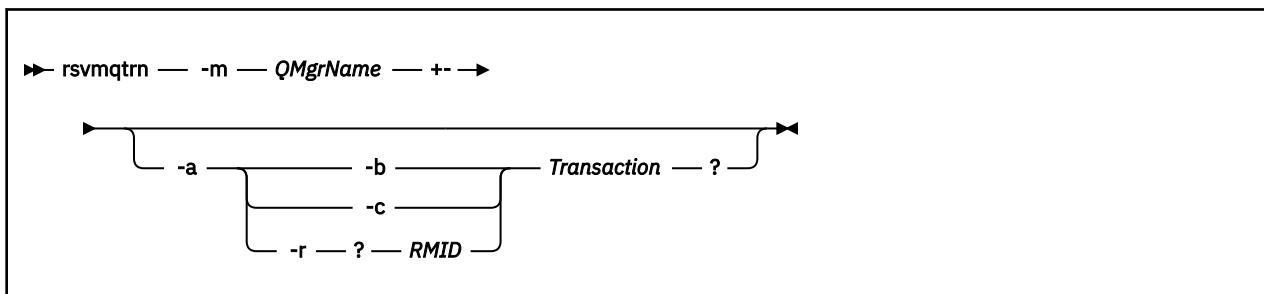 rsvmqtrn -m QMgrName +-
-a -b Transaction ?
-c
-r ? RMID